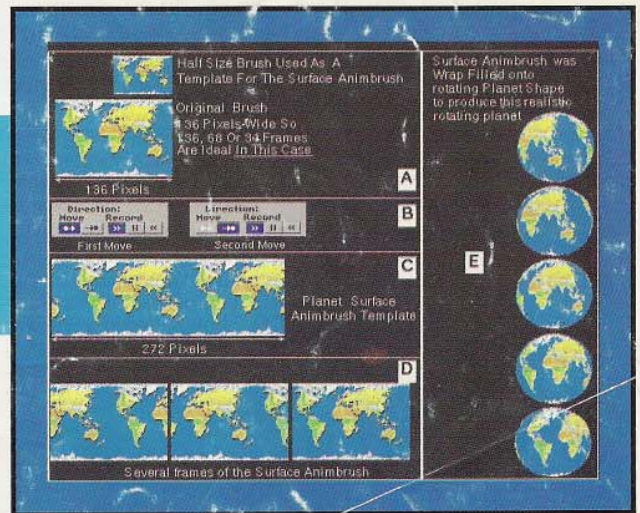 Half Size Brush Used As A
Template For The Surface Animbrush
Original Brush
136 Pixels Wide So
136, 68 Or 34 Frames
Are Ideal In This Case
136 Pixels
A
Direction:
Move Record
First Move
Direction:
Move Record
Second Move
B
C
Planet Surface
Animbrush Template
272 Pixels
D
Several frames of the Surface Animbrush
Surface Animbrush was
Wrap Filled onto
rotating Planet Shape
to produce this realistic
rotating planet
E